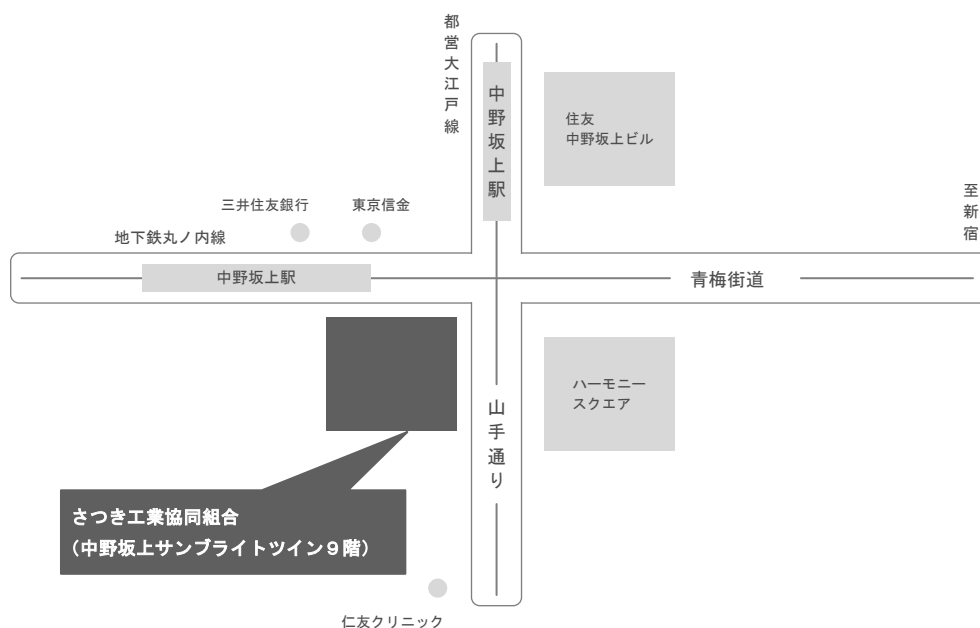 都営大江戸線
中野坂上駅
住友
中野坂上ビル
至新宿
三井住友銀行
東京信金
地下鉄丸ノ内線
中野坂上駅
青梅街道
ハーモニー
スクエア
山手通り
さつき工業協同組合
（中野坂上サンブライトツイン９階）
仁友クリニック